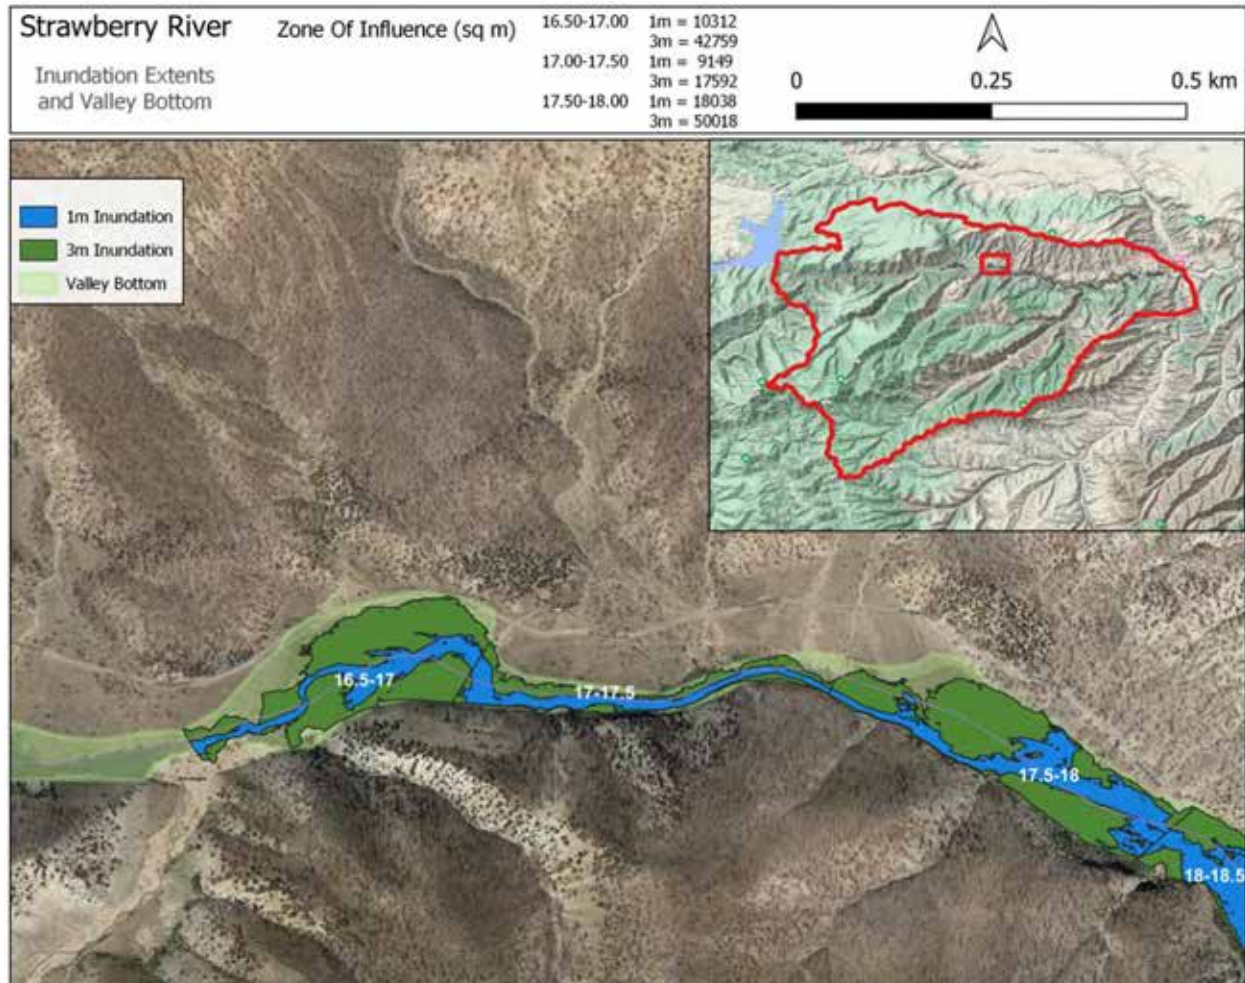 Strawberry River
Inundation Extents
and Valley Bottom
Zone Of Influence (sq m)
16.50-17.00 1m = 10312
3m = 42759
17.00-17.50 1m = 9149
3m = 17592
17.50-18.00 1m = 18038
3m = 50018
0 0.25 0.5 km
1m Inundation
3m Inundation
Valley Bottom
16.5-17
17-17.5
17.5-18
18-18.5